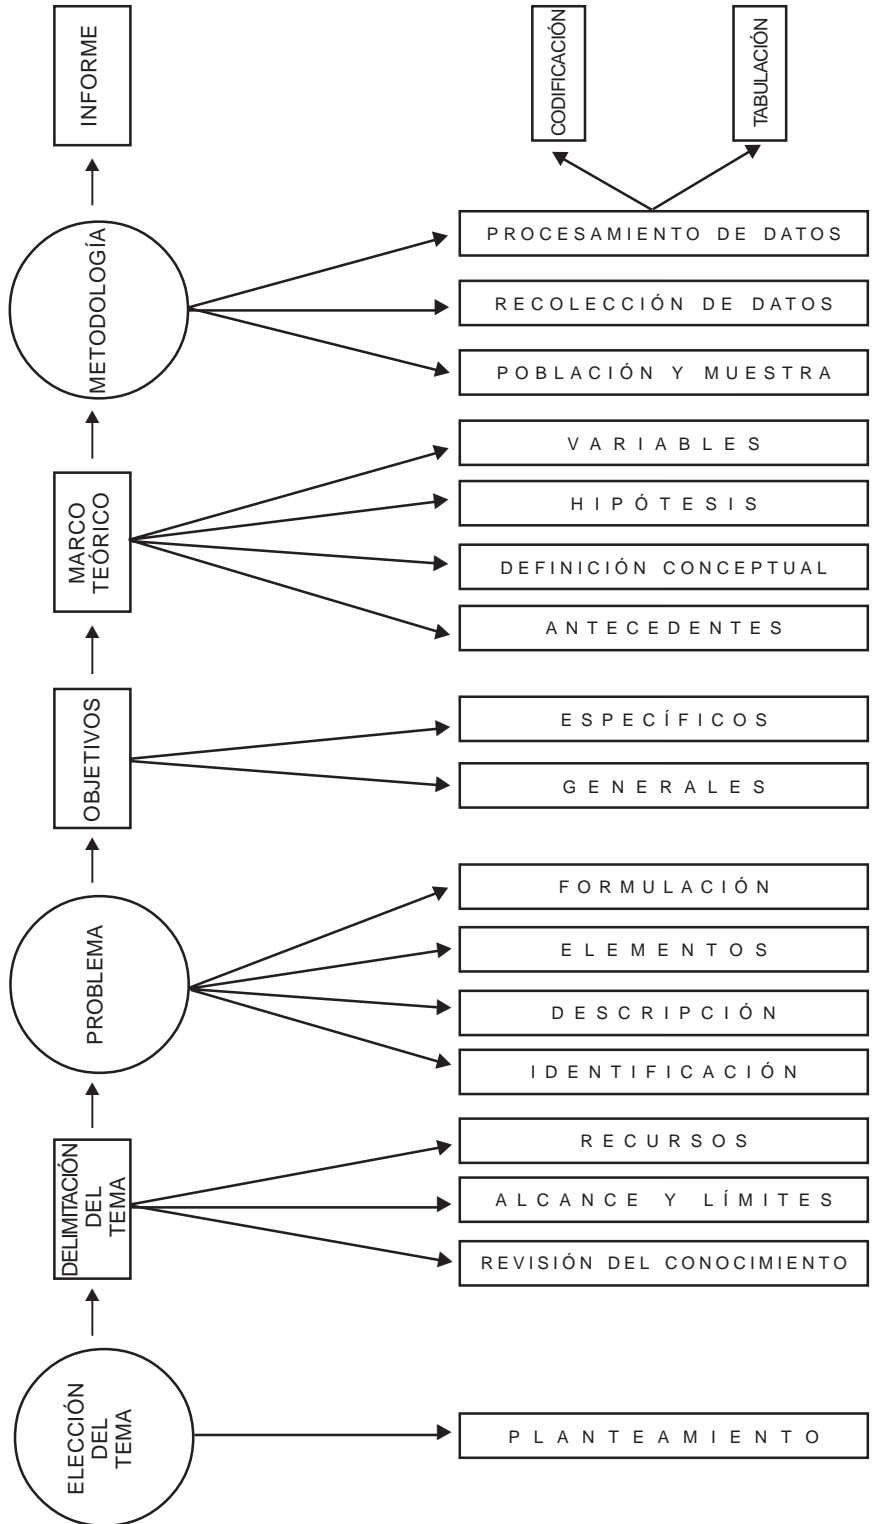 INFORME
CODIFICACIÓN
TABULACIÓN
METODOLOGÍA
PROCESAMIENTO DE DATOS
RECOLECCIÓN DE DATOS
POBLACIÓN Y MUESTRA
MARCO
TEÓRICO
VARIABLES
HIPÓTESIS
DEFINICIÓN CONCEPTUAL
ANTECEDENTES
OBJETIVOS
ESPECÍFICOS
GENERALES
PROBLEMA
FORMULACIÓN
ELEMENTOS
DESCRIPCIÓN
IDENTIFICACIÓN
DELIMITACIÓN
DEL
TEMA
RECURSOS
ALCANCE Y LÍMITES
REVISIÓN DEL CONOCIMIENTO
ELECCIÓN
DEL
TEMA
PLANTEAMIENTO